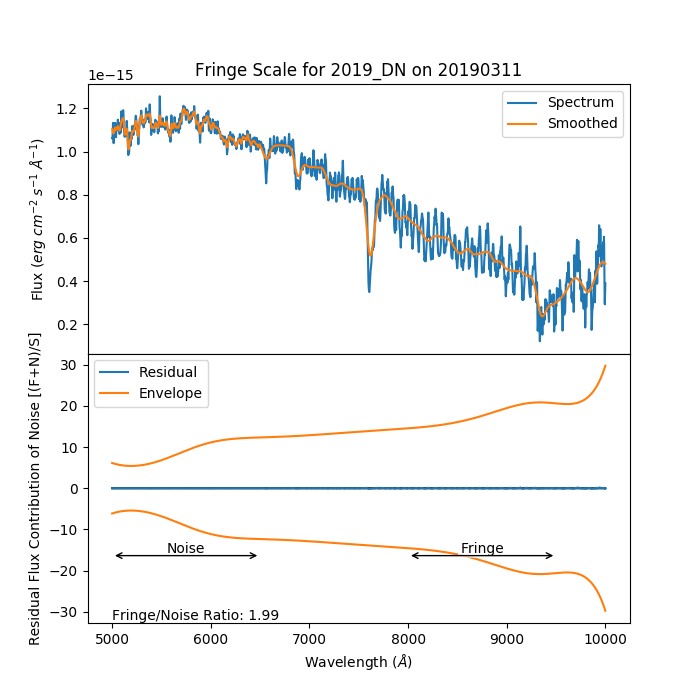 Fringe Scale for 2019_DN on 20190311
1e−15
Flux (erg cm⁻² s⁻¹ Å⁻¹)
1.2
1.0
0.8
0.6
0.4
0.2
Spectrum
Smoothed
Residual Flux Contribution of Noise [(F+N)/S]
30
20
10
0
−10
−20
−30
Residual
Envelope
Noise
Fringe
Fringe/Noise Ratio: 1.99
5000 6000 7000 8000 9000 10000
Wavelength (Å)